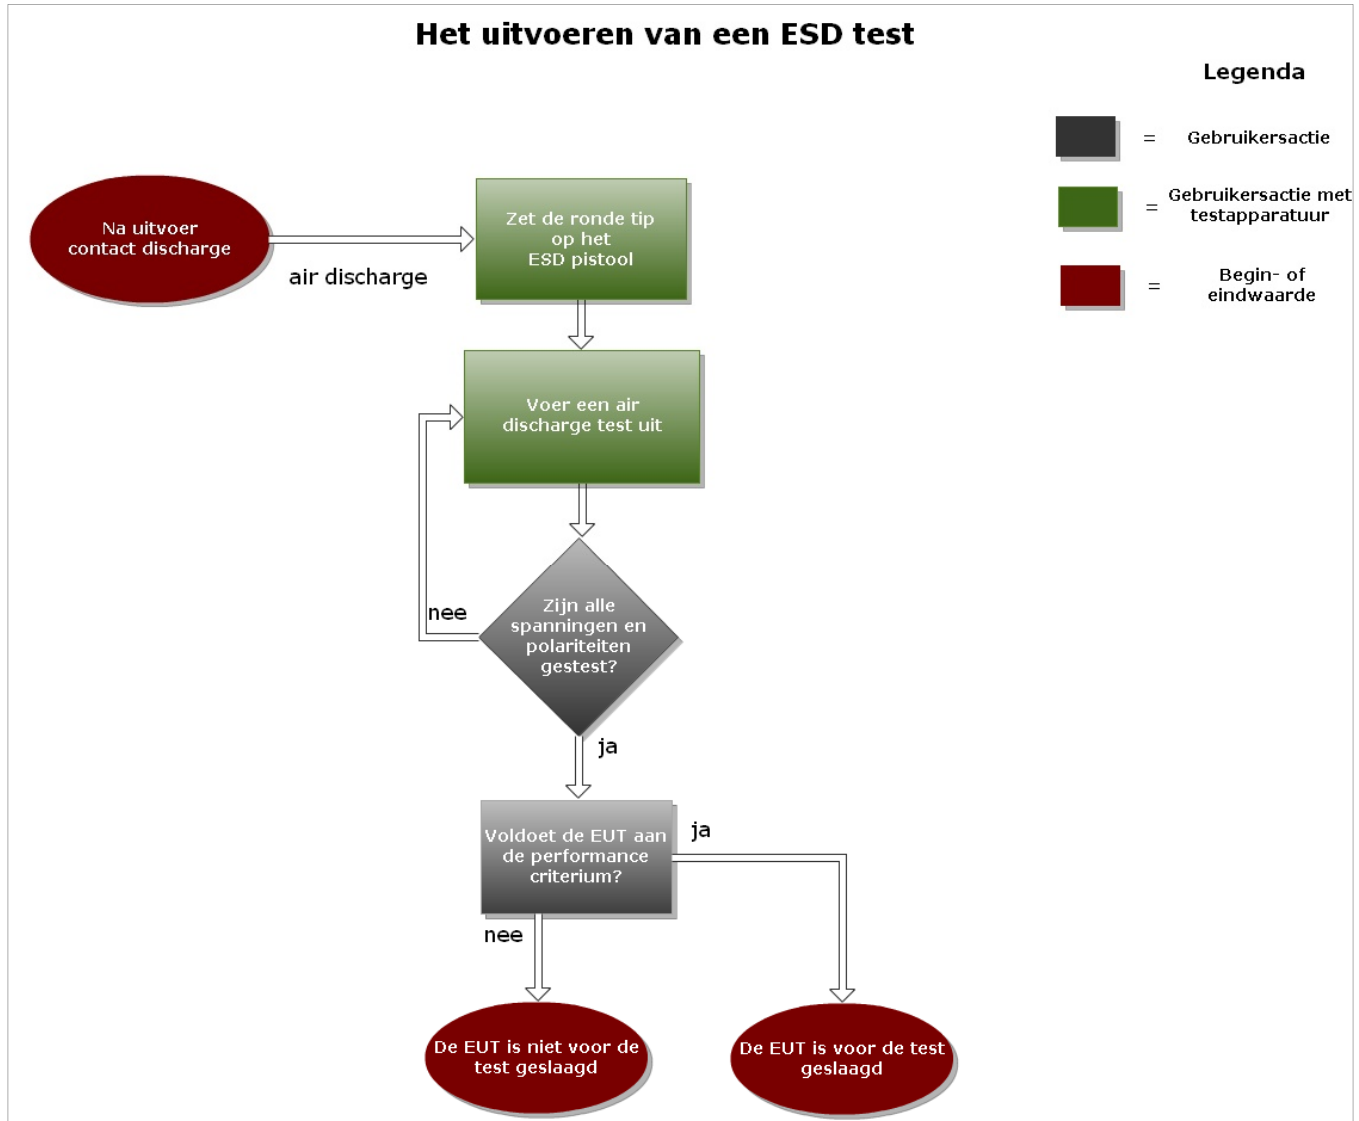 Het uitvoeren van een ESD test
Legenda
= Gebruikersactie
= Gebruikersactie met
testapparatuur
= Begin- of
eindwaarde
Na uitvoer
contact discharge
air discharge
Zet de ronde tip
op het
ESD pistool
Voer een air
discharge test uit
nee
Zijn alle
spanningen en
polariteiten
gestest?
ja
Voldoet de EUT aan
de performance
criterium?
ja
nee
De EUT is niet voor de
test geslaagd
De EUT is voor de test
geslaagd